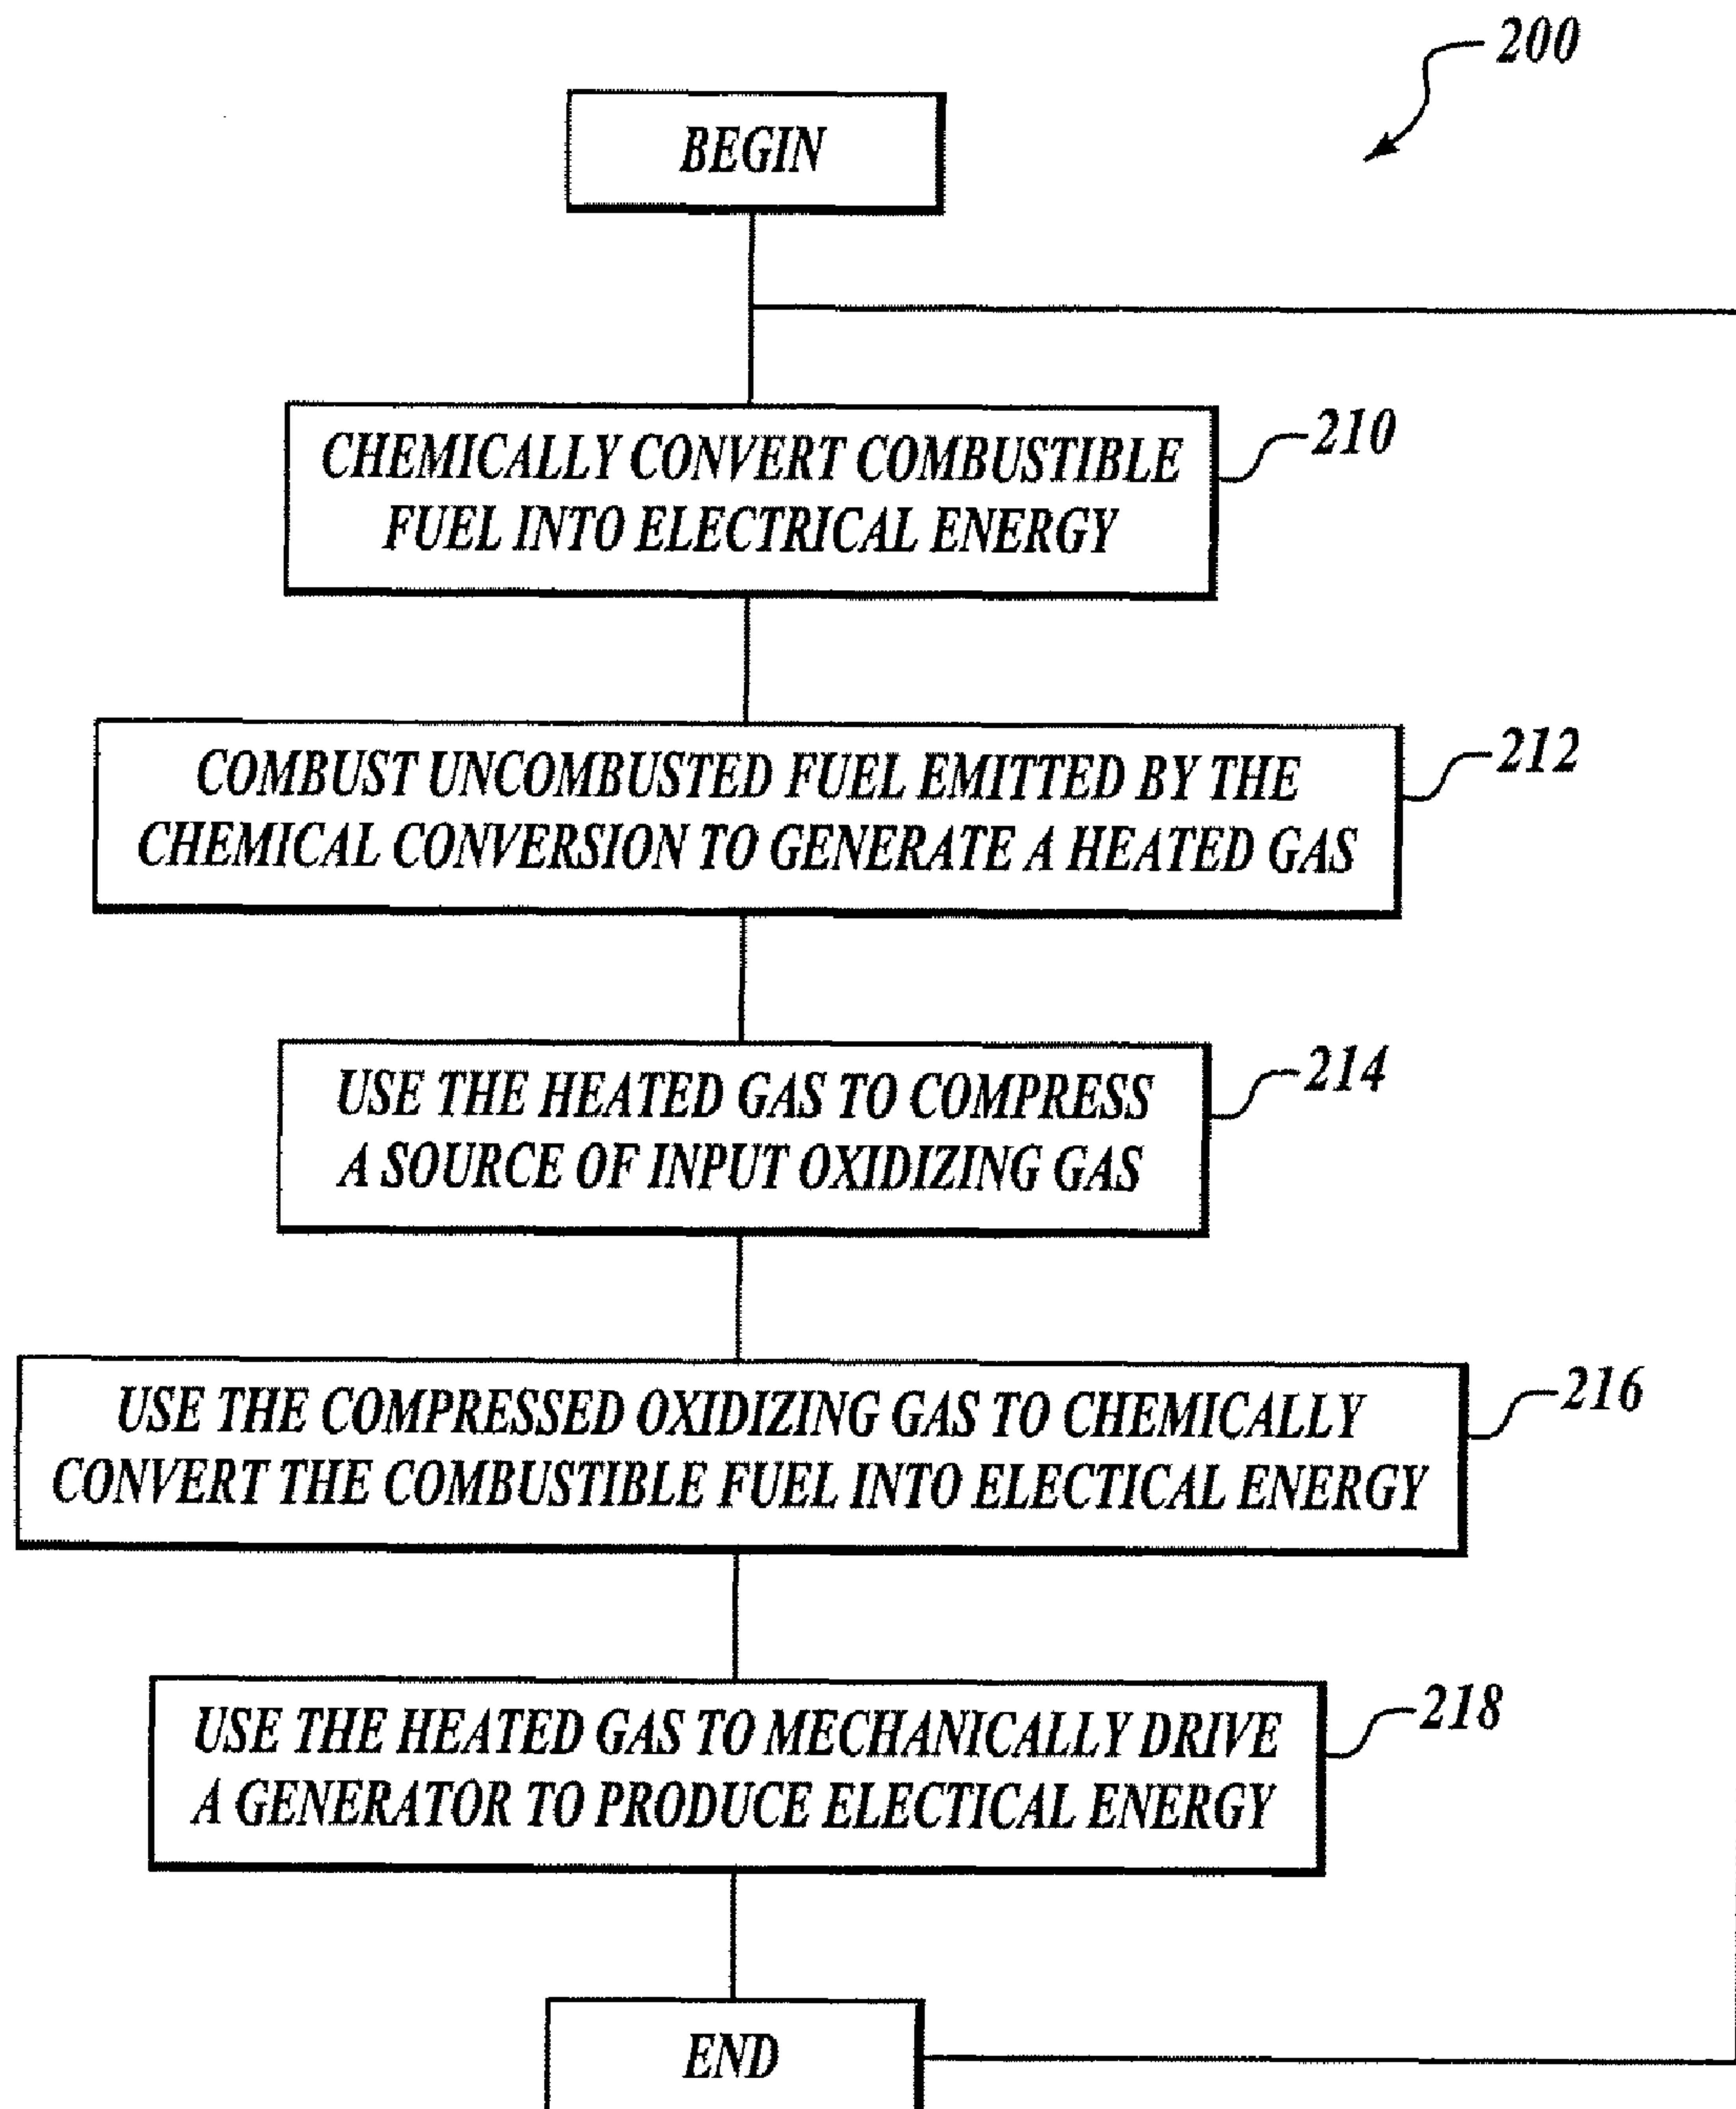 200
BEGIN
CHEMICALLY CONVERT COMBUSTIBLE
FUEL INTO ELECTRICAL ENERGY
210
COMBUST UNCOMBUSTED FUEL EMITTED BY THE
CHEMICAL CONVERSION TO GENERATE A HEATED GAS
212
USE THE HEATED GAS TO COMPRESS
A SOURCE OF INPUT OXIDIZING GAS
214
USE THE COMPRESSED OXIDIZING GAS TO CHEMICALLY
CONVERT THE COMBUSTIBLE FUEL INTO ELECTICAL ENERGY
216
USE THE HEATED GAS TO MECHANICALLY DRIVE
A GENERATOR TO PRODUCE ELECTICAL ENERGY
218
END